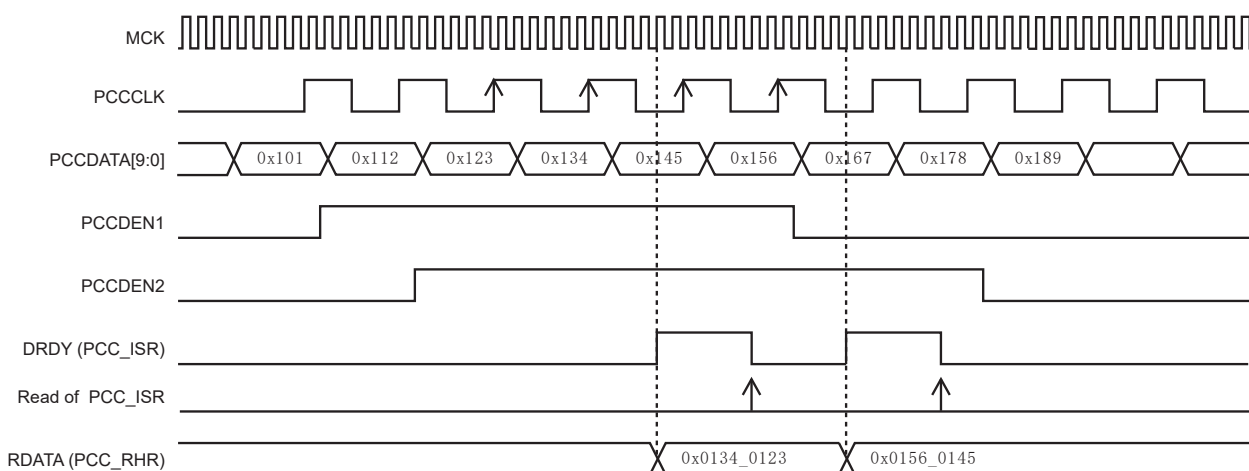 MCK
PCCCLK
PCCDATA[9:0] 0x101 0x112 0x123 0x134 0x145 0x156 0x167 0x178 0x189
PCCDEN1
PCCDEN2
DRDY (PCC_ISR)
Read of PCC_ISR
RDATA (PCC_RHR) 0x0134_0123 0x0156_0145